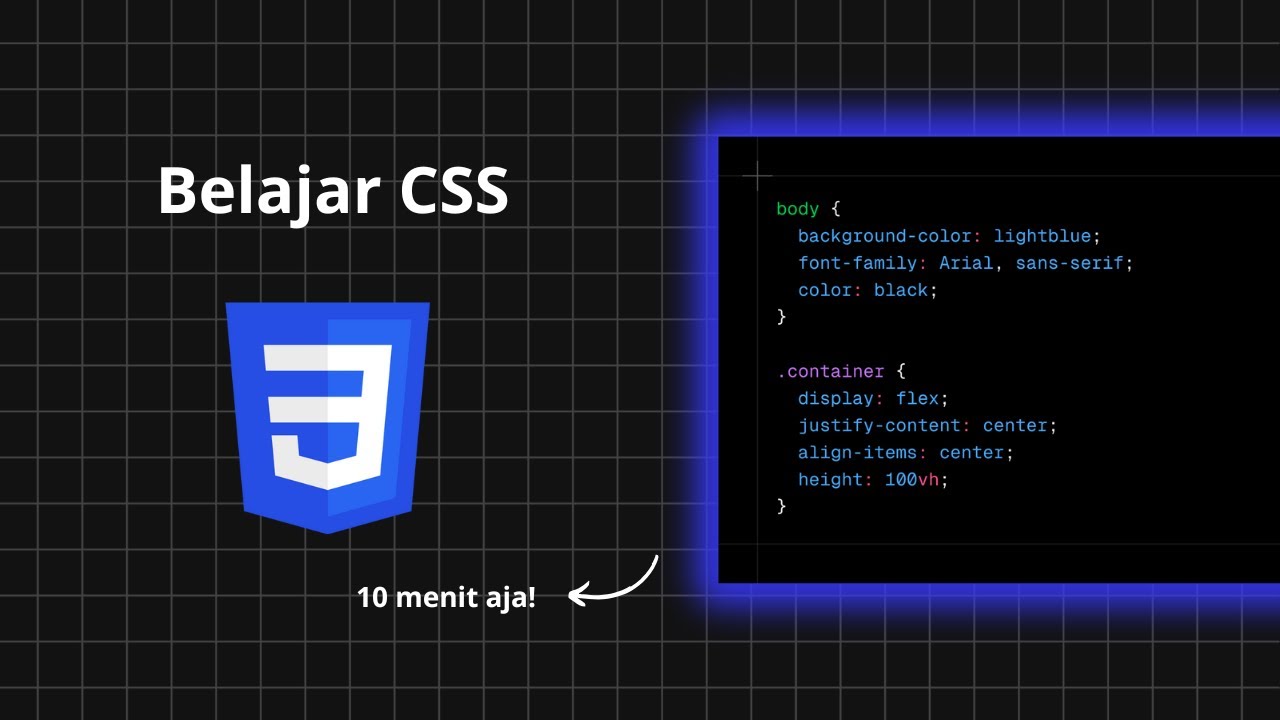 Belajar CSS
10 menit aja!
body {
  background-color: lightblue;
  font-family: Arial, sans-serif;
  color: black;
}
.container {
  display: flex;
  justify-content: center;
  align-items: center;
  height: 100vh;
}